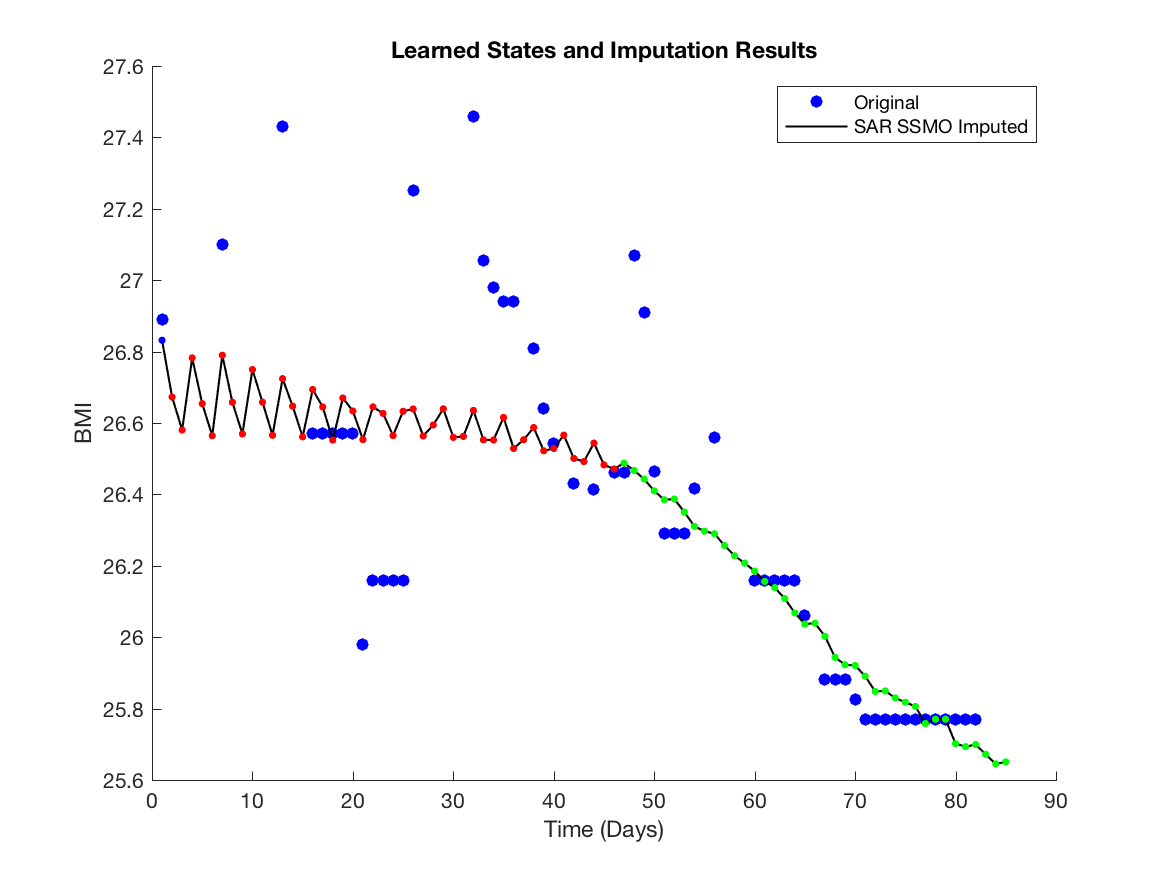 Learned States and Imputation Results
27.6
27.4
27.2
27
26.8
26.6
26.4
26.2
26
25.8
25.6
BMI
Original
SAR SSMO Imputed
0 10 20 30 40 50 60 70 80 90
Time (Days)